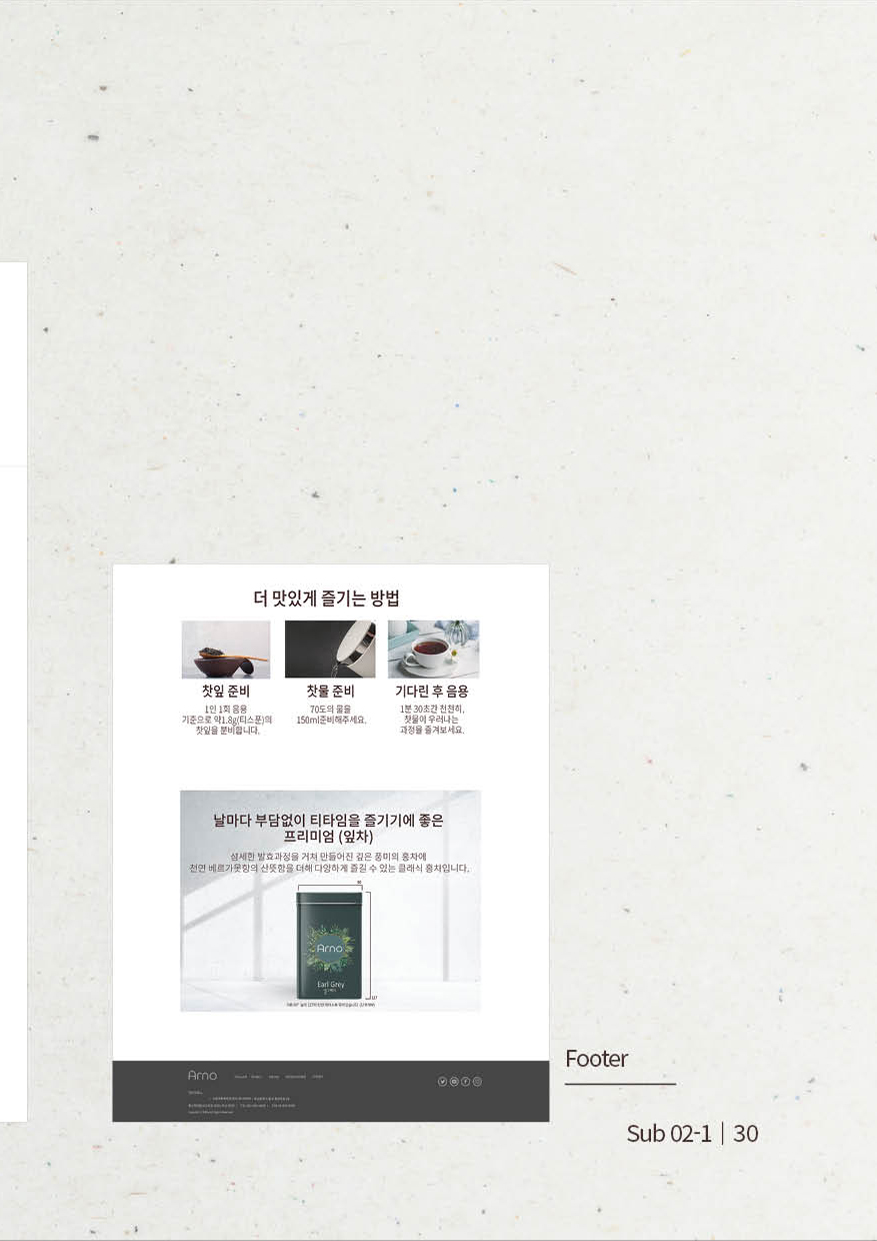 더 맛있게 즐기는 방법
찻잎 준비
1인 1회 음용
기준으로 약1.8g(티스푼)의
찻잎을 준비합니다.
찻물 준비
70도의 물을
150ml준비해주세요.
기다린 후 음용
1분 30초간 천천히,
찻물이 우러나는
과정을 즐겨보세요.
날마다 부담없이 티타임을 즐기기에 좋은
프리미엄 (잎차)
섬세한 발효과정을 거쳐 만들어진 깊은 풍미의 홍차에
천연 베르가못향의 산뜻함을 더해 다양하게 즐길 수 있는 클래식 홍차입니다.
Arno
Earl Grey
얼그레이
Arno
Footer
Sub 02-1 | 30